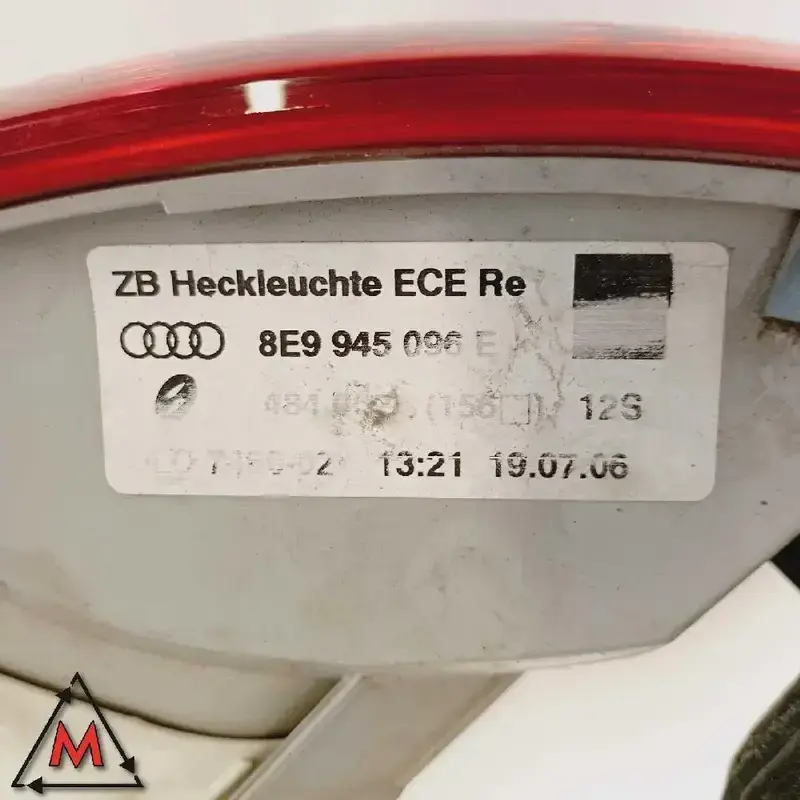 ZB Heckleuchte ECE Re
8E9 945 096 E
12S
13:21 19.07.06
M